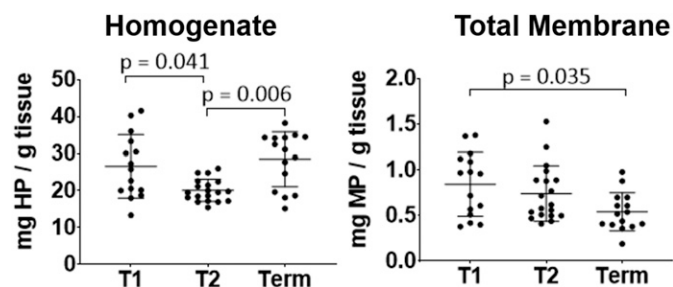 Homogenate
mg HP / g tissue
50
40
30
20
10
0
p = 0.041
p = 0.006
T1 T2 Term
Total Membrane
mg MP / g tissue
2.0
1.5
1.0
0.5
0.0
p = 0.035
T1 T2 Term